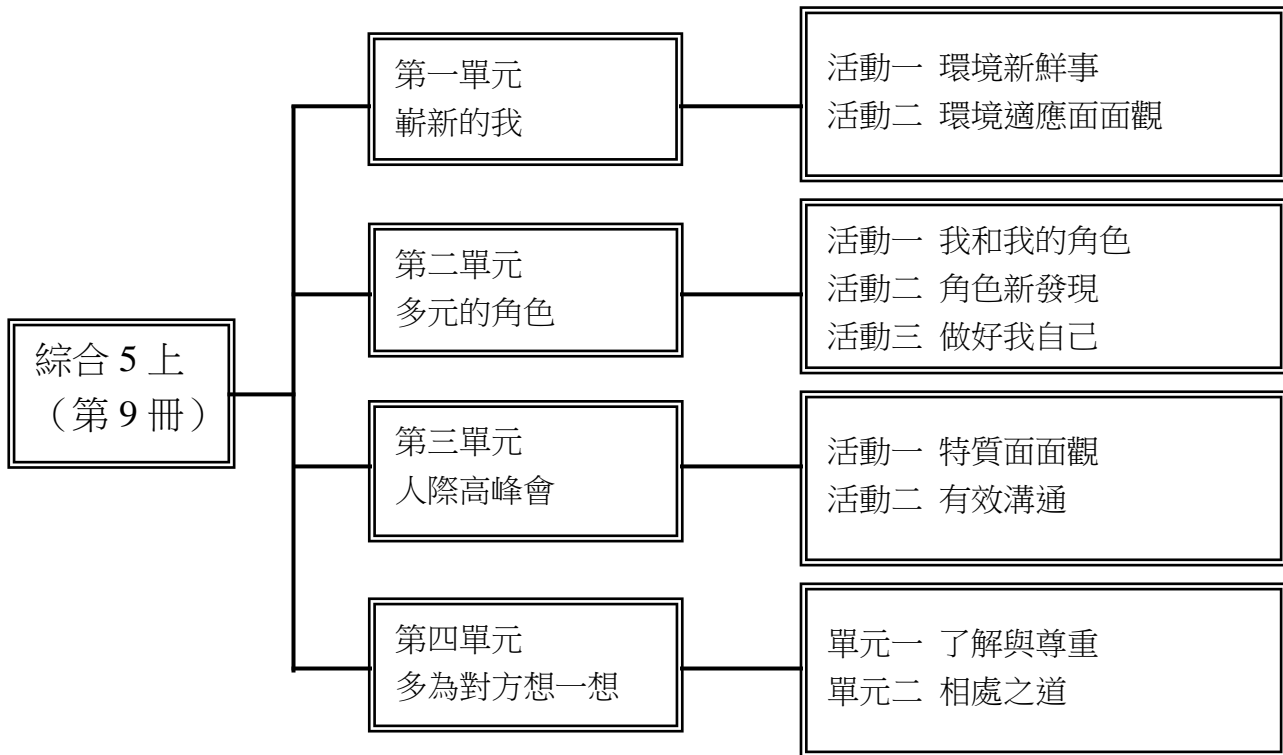 綜合 5 上
（第 9 冊）
第一單元
嶄新的我
活動一 環境新鮮事
活動二 環境適應面面觀
第二單元
多元的角色
活動一 我和我的角色
活動二 角色新發現
活動三 做好我自己
第三單元
人際高峰會
活動一 特質面面觀
活動二 有效溝通
第四單元
多為對方想一想
單元一 了解與尊重
單元二 相處之道